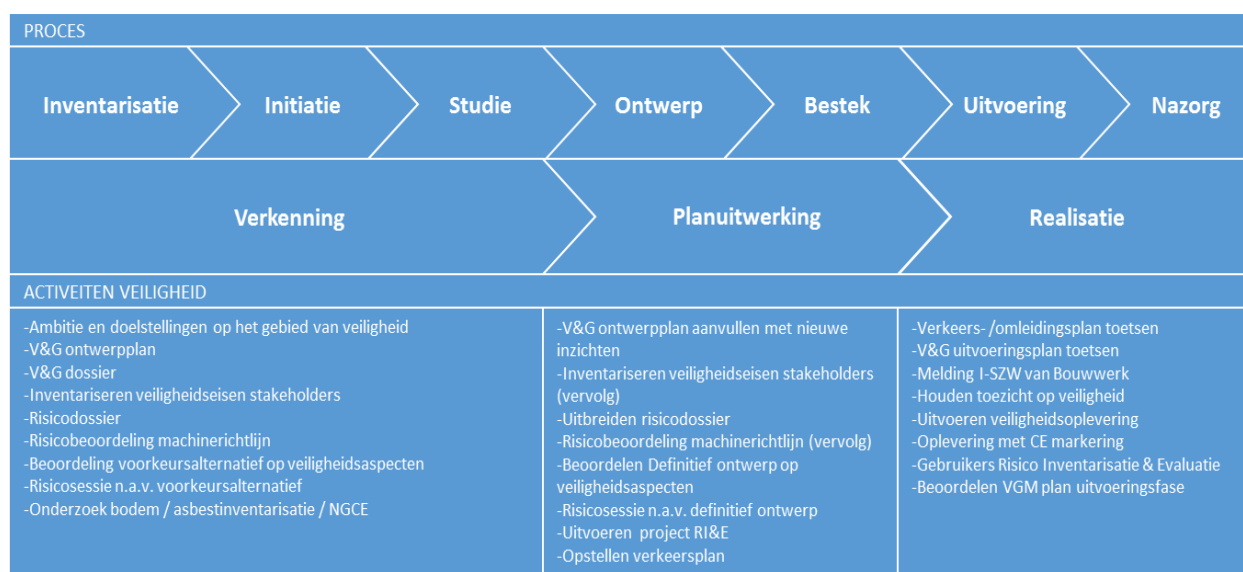 PROCES
Inventarisatie
Initiatie
Studie
Ontwerp
Bestek
Uitvoering
Nazorg
Verkenning
Planuitwerking
Realisatie
ACTIVEITEN VEILIGHEID
-Ambitie en doelstellingen op het gebied van veiligheid
-V&G ontwerpplan
-V&G dossier
-Inventariseren veiligheidseisen stakeholders
-Risicodossier
-Risicobeoordeling machinerichtlijn
-Beoordeling voorkeursalternatief op veiligheidsaspecten
-Risicosessie n.a.v. voorkeursalternatief
-Onderzoek bodem / asbestinventarisatie / NGCE
-V&G ontwerpplan aanvullen met nieuwe
inzichten
-Inventariseren veiligheidseisen stakeholders
(vervolg)
-Uitbreiden risicodossier
-Risicobeoordeling machinerichtlijn (vervolg)
-Beoordelen Definitief ontwerp op
veiligheidsaspecten
-Risicosessie n.a.v. definitief ontwerp
-Uitvoeren project RI&E
-Opstellen verkeersplan
-Verkeers- /omleidingsplan toetsen
-V&G uitvoeringsplan toetsen
-Melding I-SZW van Bouwwerk
-Houden toezicht op veiligheid
-Uitvoeren veiligheidsoplevering
-Oplevering met CE markering
-Gebruikers Risico Inventarisatie & Evaluatie
-Beoordelen VGM plan uitvoeringsfase